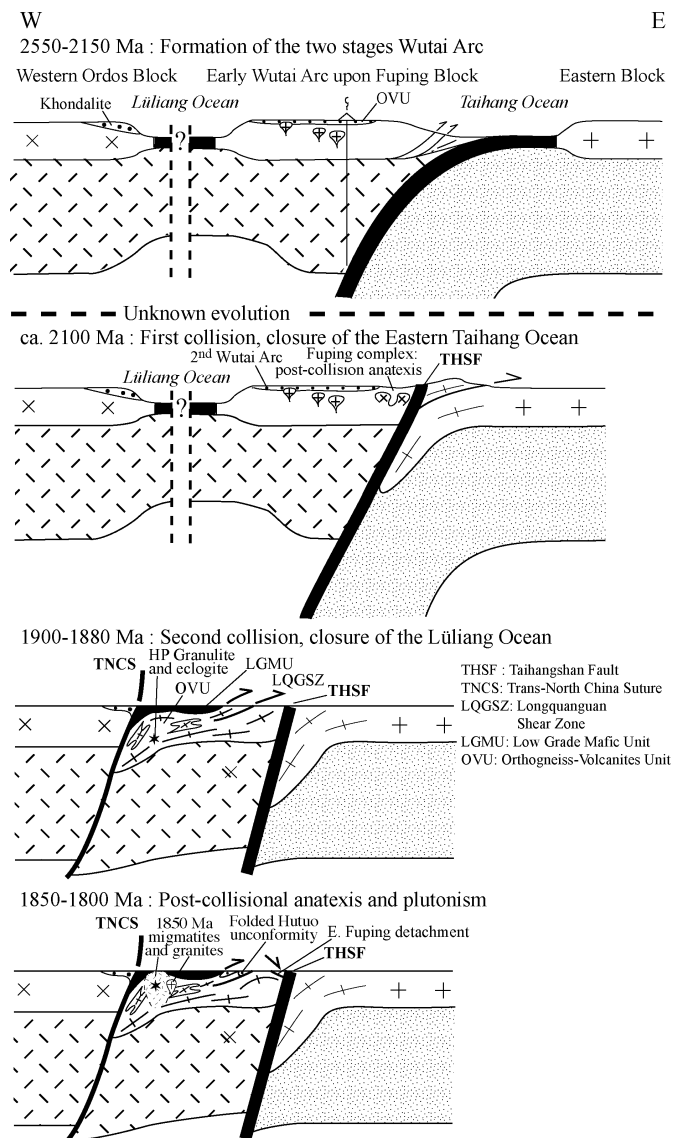 W E
2550-2150 Ma : Formation of the two stages Wutai Arc
Western Ordos Block Early Wutai Arc upon Fuping Block Eastern Block
Khondalite Lüliang Ocean OVU Taihang Ocean
?
Unknown evolution
ca. 2100 Ma : First collision, closure of the Eastern Taihang Ocean
2nd Wutai Arc Fuping complex:
post-collision anatexis THSF
Lüliang Ocean
?
1900-1880 Ma : Second collision, closure of the Lüliang Ocean
TNCS HP Granulite
and eclogite LGMU
OVU LQGSZ
THSF
THSF : Taihangshan Fault
TNCS: Trans-North China Suture
LQGSZ: Longquanguan
Shear Zone
LGMU: Low Grade Mafic Unit
OVU: Orthogneiss-Volcanites Unit
1850-1800 Ma : Post-collisional anatexis and plutonism
TNCS 1850 Ma
migmatites
and granites
Folded Hutuo
unconformity
E. Fuping detachment
THSF